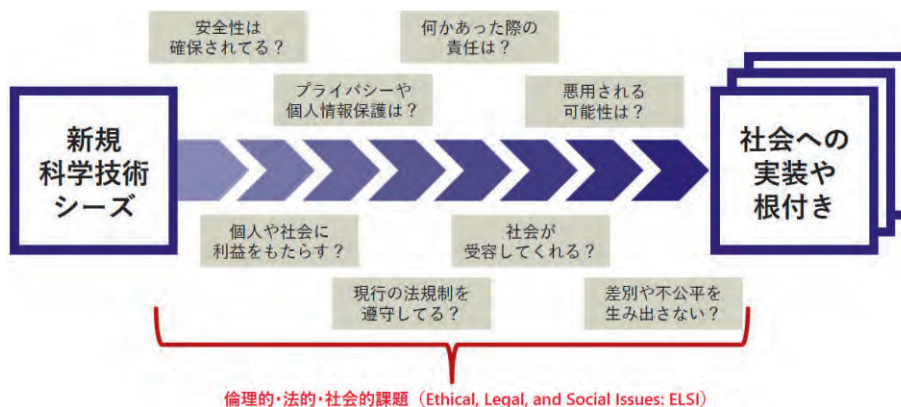 安全性は
確保されてる？
何かあった際の
責任は？
プライバシーや
個人情報保護は？
悪用される
可能性は？
新規
科学技術
シーズ
社会への
実装や
根付き
個人や社会に
利益をもたらす？
社会が
受容してくれる？
現行の法規制を
遵守してる？
差別や不公平を
生み出さない？
倫理的・法的・社会的課題（Ethical, Legal, and Social Issues: ELSI）